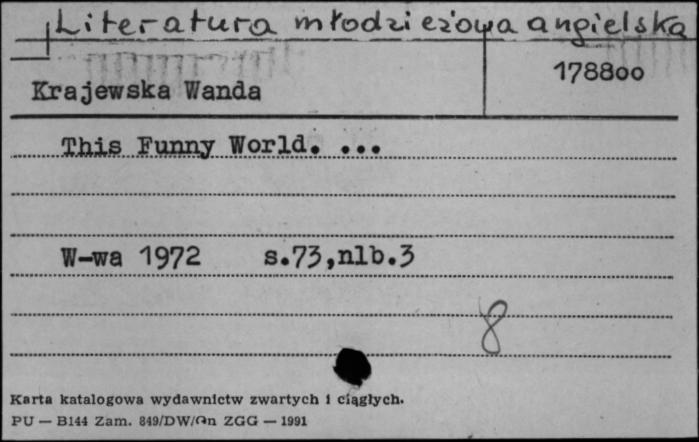 Literatura młodzieżowa angielska
178800
Krajewska Wanda
This Funny World. ...
W-wa 1972 s.73,nlb.3
8
Karta katalogowa wydawnictw zwartych i ciągłych.
PU — B144 Zam. 849/DW/Qn ZGG — 1991